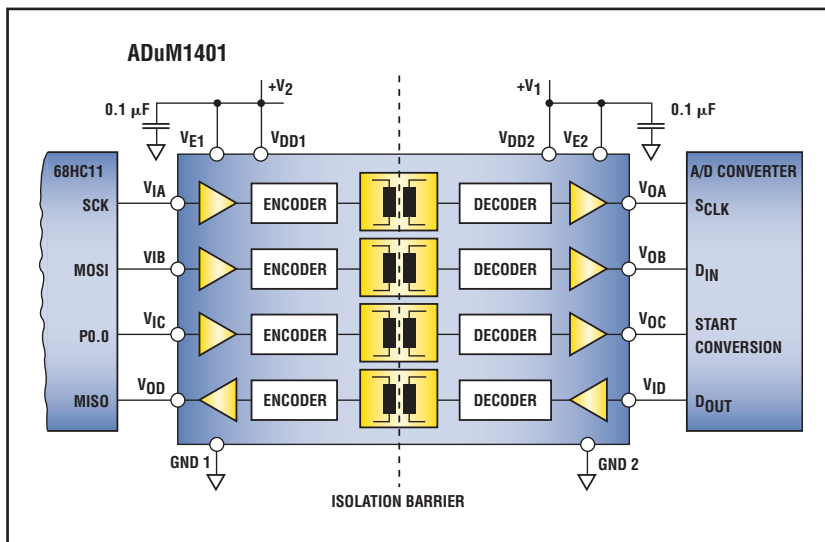 ADuM1401
+V2
+V1
0.1 µF
0.1 µF
VE1
VDD1
VDD2
VE2
68HC11
A/D CONVERTER
SCK
VIA
ENCODER
DECODER
VOA
SCLK
MOSI
VIB
ENCODER
DECODER
VOB
DIN
P0.0
VIC
ENCODER
DECODER
VOC
START
CONVERSION
MISO
VOD
ENCODER
DECODER
VID
DOUT
GND 1
GND 2
ISOLATION BARRIER